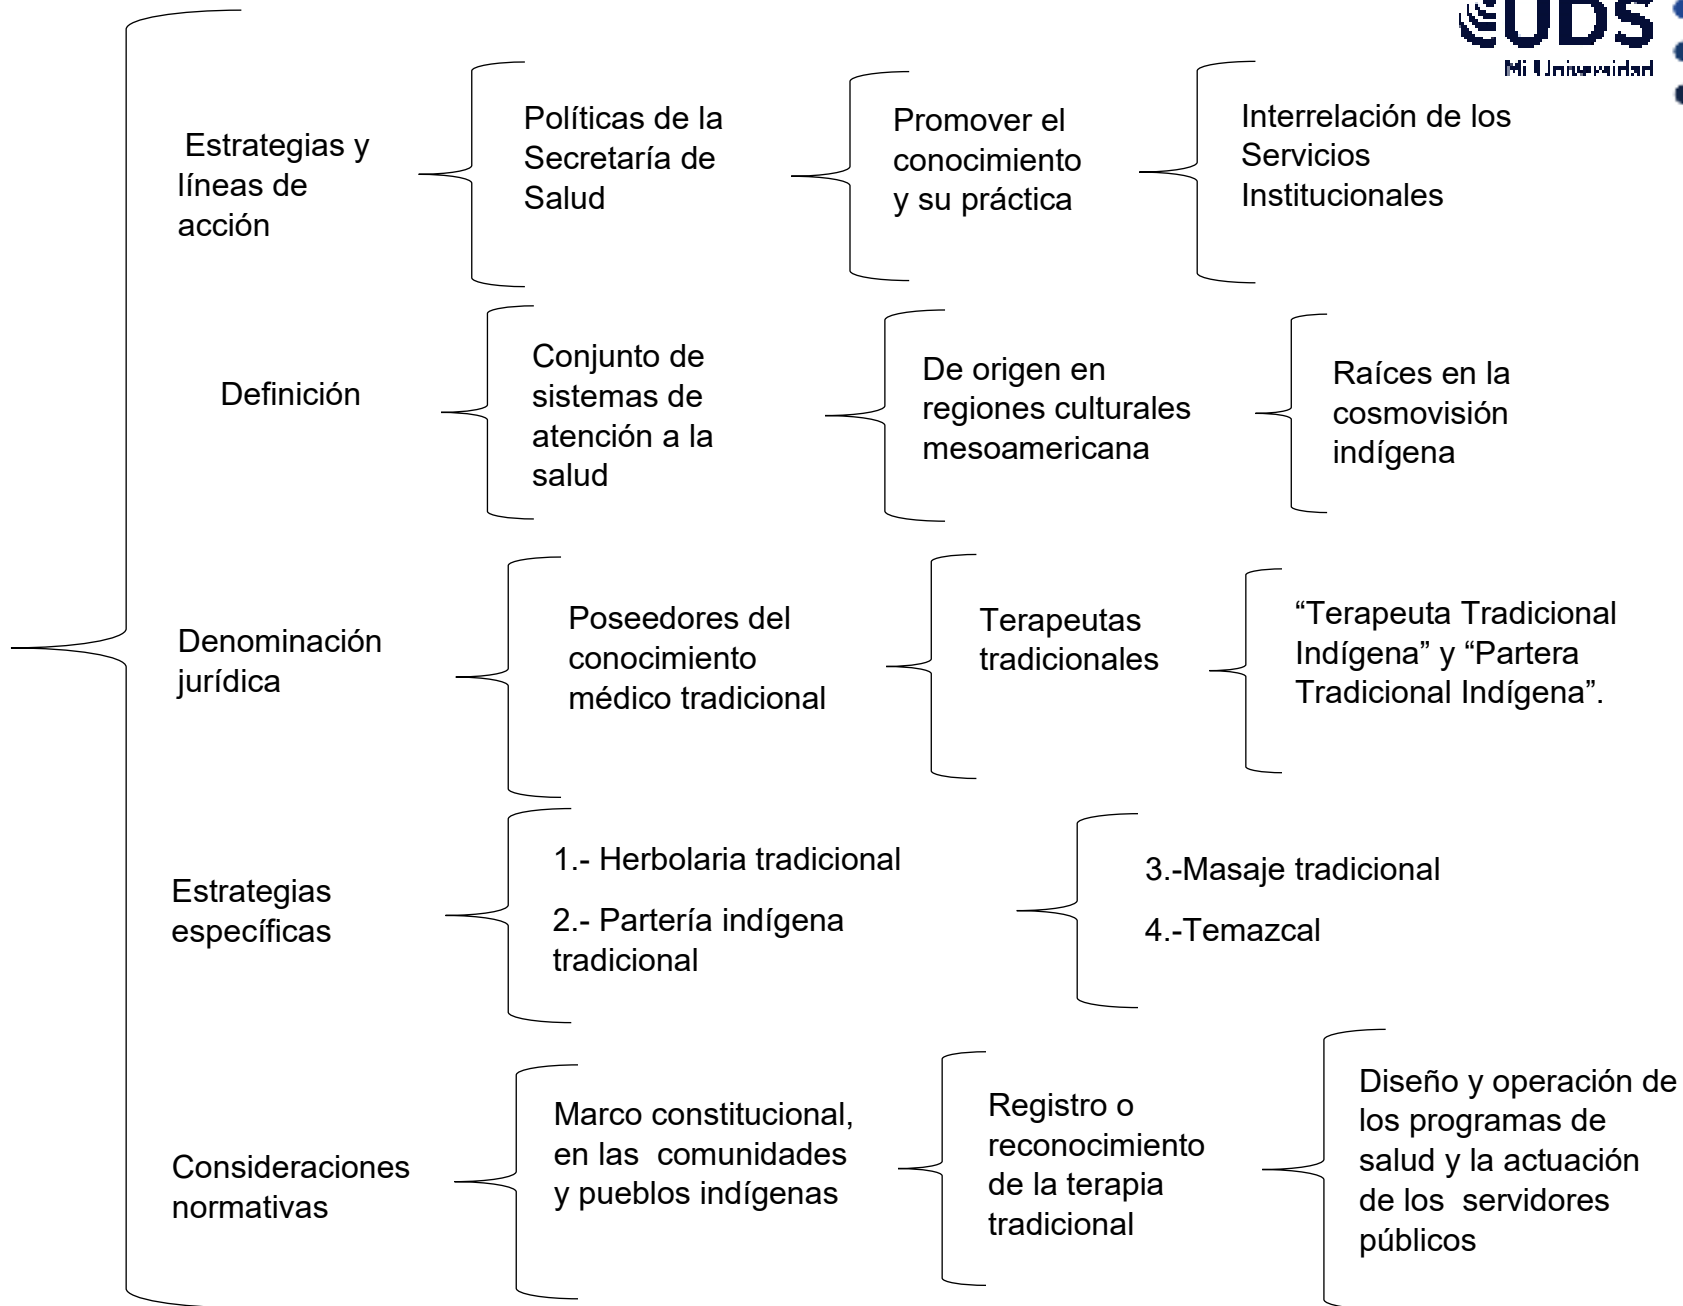 UDS
Mi Universidad
Estrategias y
líneas de
acción
Políticas de la
Secretaría de
Salud
Promover el
conocimiento
y su práctica
Interrelación de los
Servicios
Institucionales
Definición
Conjunto de
sistemas de
atención a la
salud
De origen en
regiones culturales
mesoamericana
Raíces en la
cosmovisión
indígena
Denominación
jurídica
Poseedores del
conocimiento
médico tradicional
Terapeutas
tradicionales
“Terapeuta Tradicional
Indígena” y “Partera
Tradicional Indígena”.
Estrategias
específicas
1.- Herbolaria tradicional
2.- Partería indígena
tradicional
3.-Masaje tradicional
4.-Temazcal
Consideraciones
normativas
Marco constitucional,
en las  comunidades
y pueblos indígenas
Registro o
reconocimiento
de la terapia
tradicional
Diseño y operación de
los programas de
salud y la actuación
de los  servidores
públicos